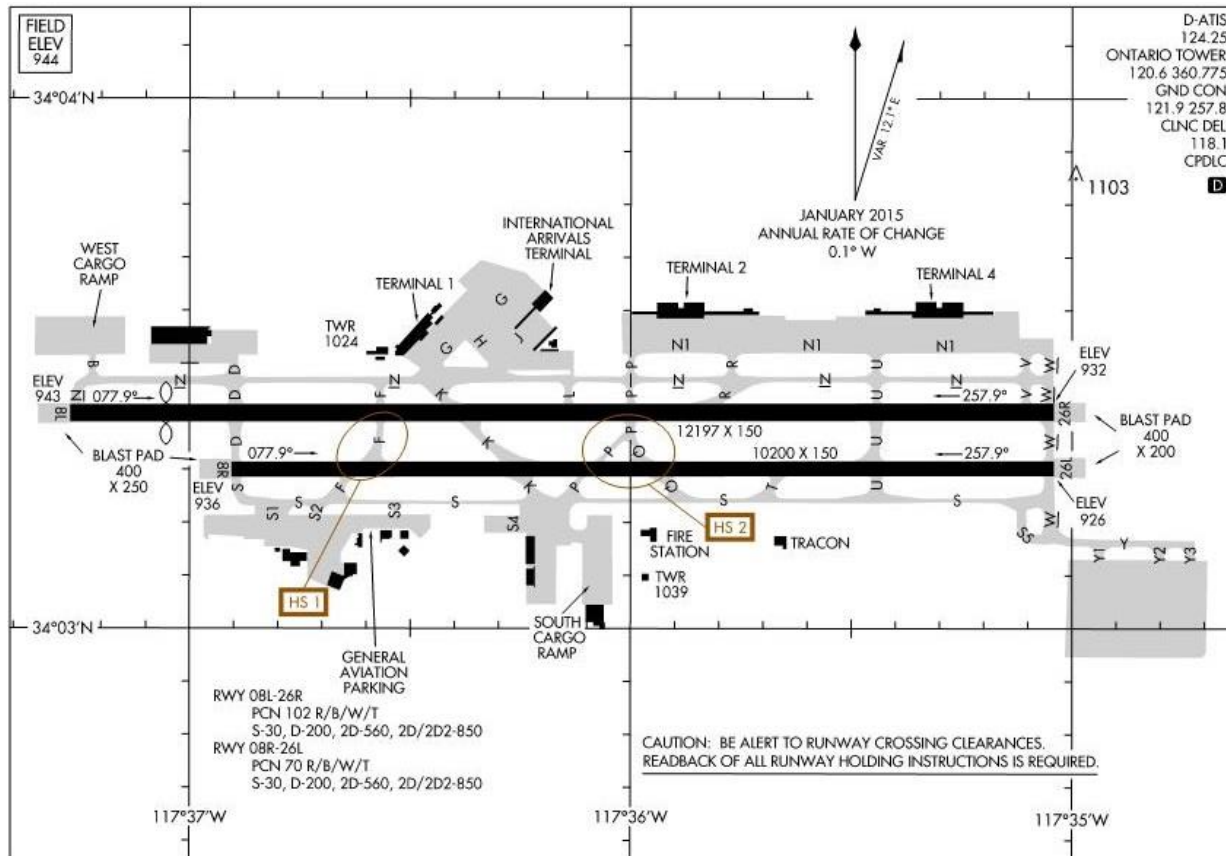 FIELD
ELEV
944
D-ATIS
124.25
ONTARIO TOWER
120.6 360.775
GND CON
121.9 257.8
CLNC DEL
118.1
CPDLC
D
34°04'N
VAR 12.1° E
1103
JANUARY 2015
ANNUAL RATE OF CHANGE
0.1° W
WEST
CARGO
RAMP
TERMINAL 1
INTERNATIONAL
ARRIVALS
TERMINAL
TERMINAL 2
TERMINAL 4
TWR
1024
G
G
H
J
N1
N1
N1
B
D
P
R
U
V
W
ELEV
943
N
N
N
N
N
N
ELEV
932
077.9°
D
F
K
L
P
R
U
V
W
257.9°
8L
26R
12197 X 150
BLAST PAD
400
X 250
D
F
K
P
P
Q
U
W
BLAST PAD
400
X 200
077.9°
10200 X 150
257.9°
8R
26L
ELEV
936
S
S
F
S
K
P
Q
S
T
U
S
ELEV
926
S1
S2
S3
S4
W
S5
Y
Y1
Y2
Y3
HS 2
FIRE
STATION
TRACON
TWR
1039
HS 1
SOUTH
CARGO
RAMP
34°03'N
GENERAL
AVIATION
PARKING
RWY 08L-26R
PCN 102 R/B/W/T
S-30, D-200, 2D-560, 2D/2D2-850
RWY 08R-26L
PCN 70 R/B/W/T
S-30, D-200, 2D-560, 2D/2D2-850
CAUTION: BE ALERT TO RUNWAY CROSSING CLEARANCES.
READBACK OF ALL RUNWAY HOLDING INSTRUCTIONS IS REQUIRED.
117°37'W
117°36'W
117°35'W